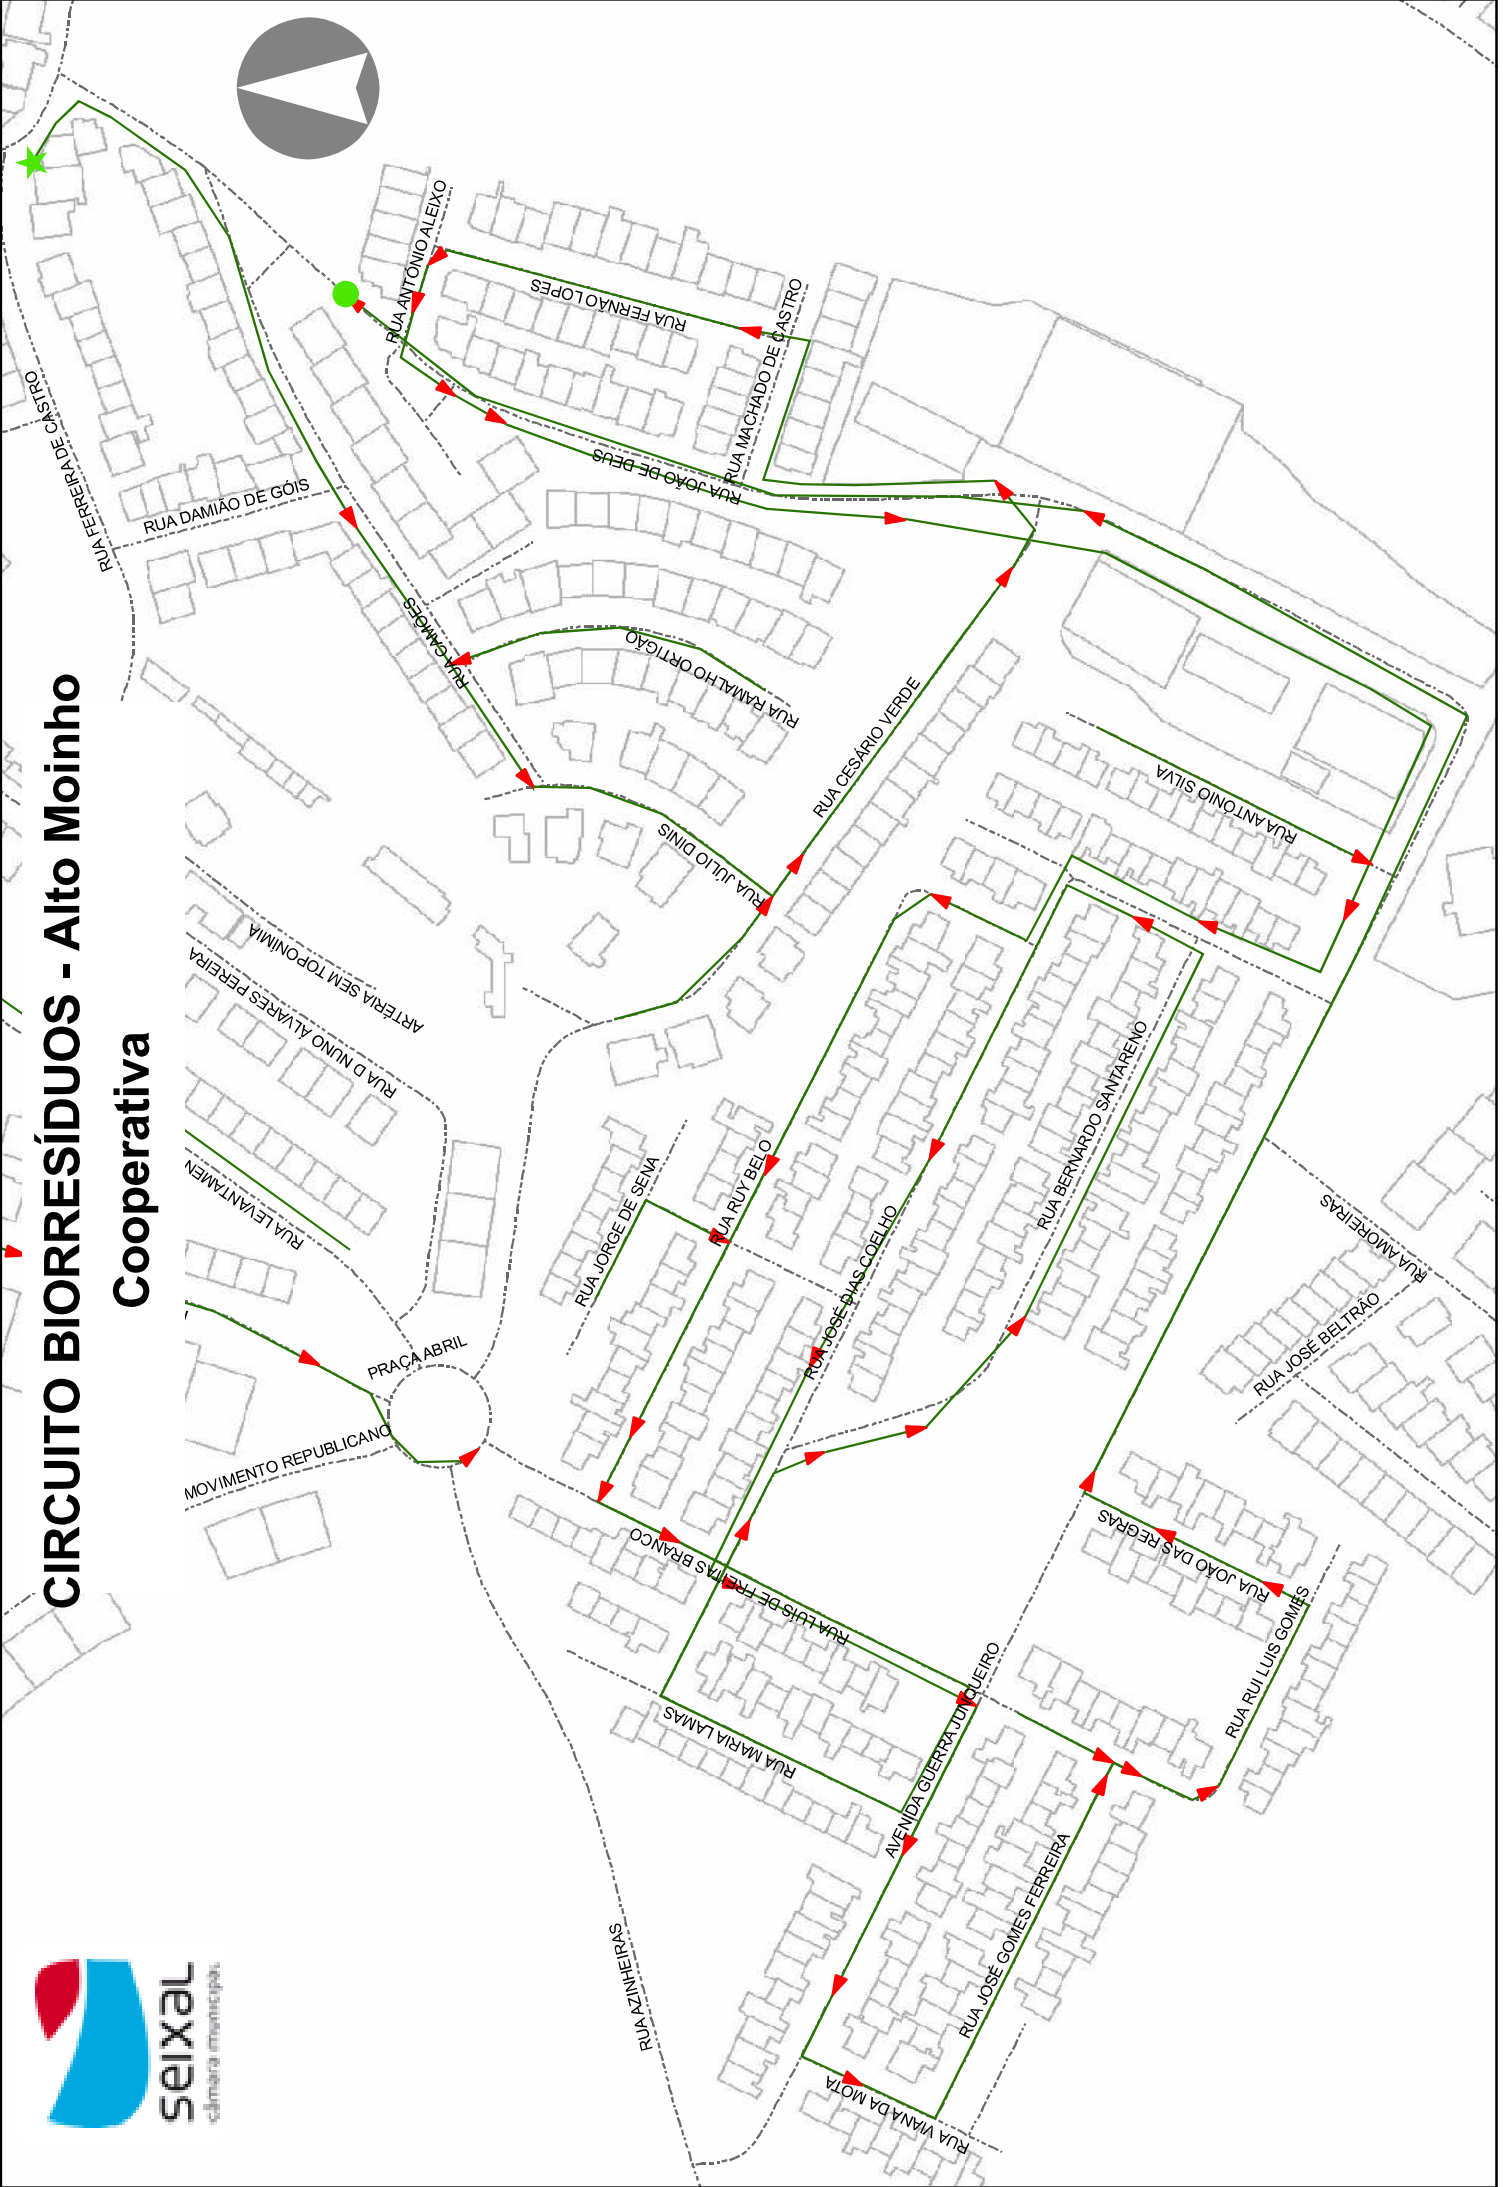 CIRCUITO BIORRESÍDUOS - Alto Moinho
Cooperativa
seixal
câmara municipal
RUA FERREIRA DE CASTRO
RUA DAMIÃO DE GÓIS
RUA CAMÕES
RUA ANTÓNIO ALEIXO
RUA FERNÃO LOPES
RUA MACHADO DE CASTRO
RUA JOÃO DE DEUS
RUA RAMALHO ORTIGÃO
RUA JÚLIO DINIS
RUA CESÁRIO VERDE
RUA ANTÓNIO SILVA
ARTÉRIA SEM TOPONÍMIA
RUA D NUNO ÁLVARES PEREIRA
RUA LEVANTAMEN
PRAÇA ABRIL
MOVIMENTO REPUBLICANO
RUA JORGE DE SENA
RUA RUY BELO
RUA JOSÉ DIAS COELHO
RUA BERNARDO SANTARENO
RUA AMOREIRAS
RUA JOSÉ BELTRÃO
RUA LUÍS DE FREITAS BRANCO
RUA JOÃO DAS REGRAS
RUA RUI LUIS GOMES
RUA MARIA LAMAS
AVENIDA GUERRA JUNQUEIRO
RUA JOSÉ GOMES FERREIRA
RUA VIANA DA MOTA
RUA AZINHEIRAS